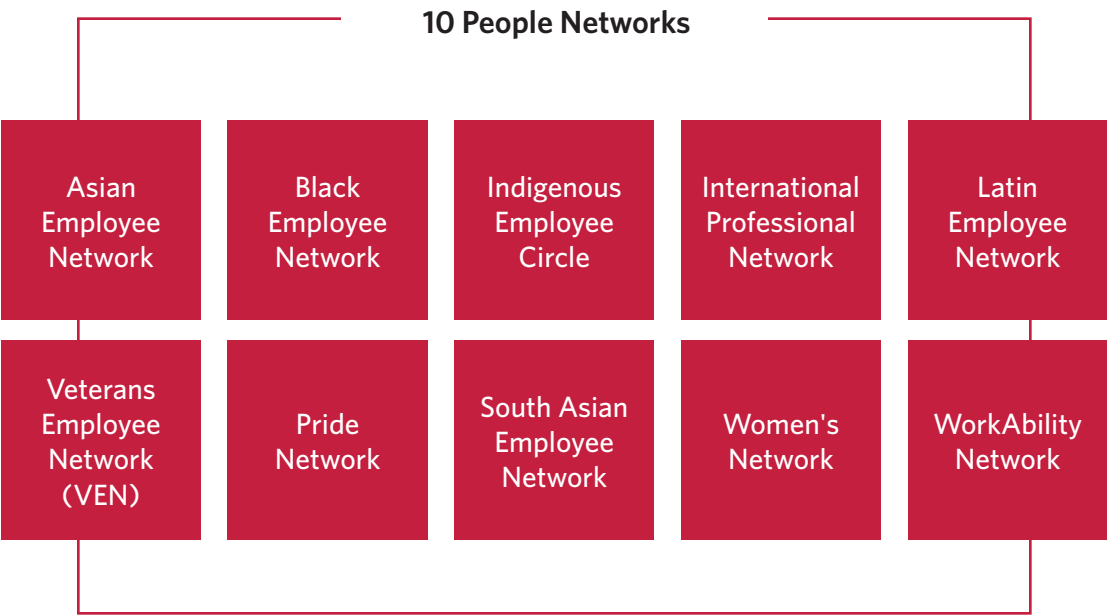 10 People Networks
Asian
Employee
Network
Black
Employee
Network
Indigenous
Employee
Circle
International
Professional
Network
Latin
Employee
Network
Veterans
Employee
Network
(VEN)
Pride
Network
South Asian
Employee
Network
Women's
Network
WorkAbility
Network